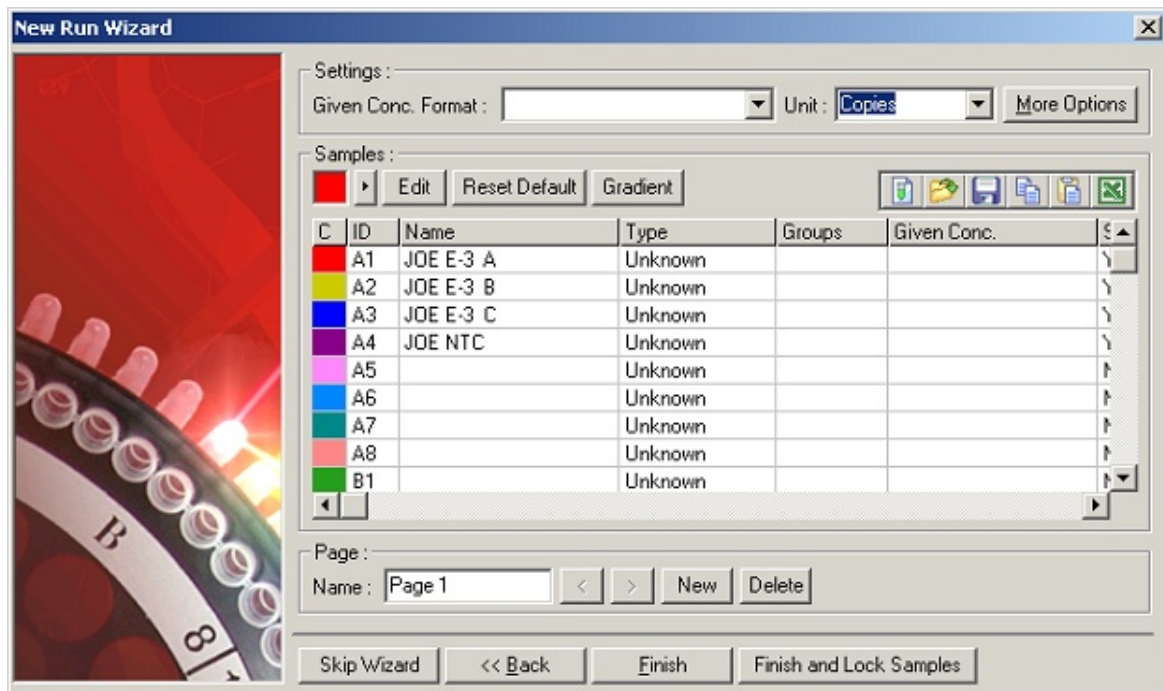 New Run Wizard
Settings :
Given Conc. Format : Unit : Copies More Options
Samples :
Edit Reset Default Gradient
C ID Name Type Groups Given Conc.
A1 JOE E-3 A Unknown
A2 JOE E-3 B Unknown
A3 JOE E-3 C Unknown
A4 JOE NTC Unknown
A5 Unknown
A6 Unknown
A7 Unknown
A8 Unknown
B1 Unknown
Page :
Name : Page 1 < > New Delete
B
8
Skip Wizard << Back Finish Finish and Lock Samples